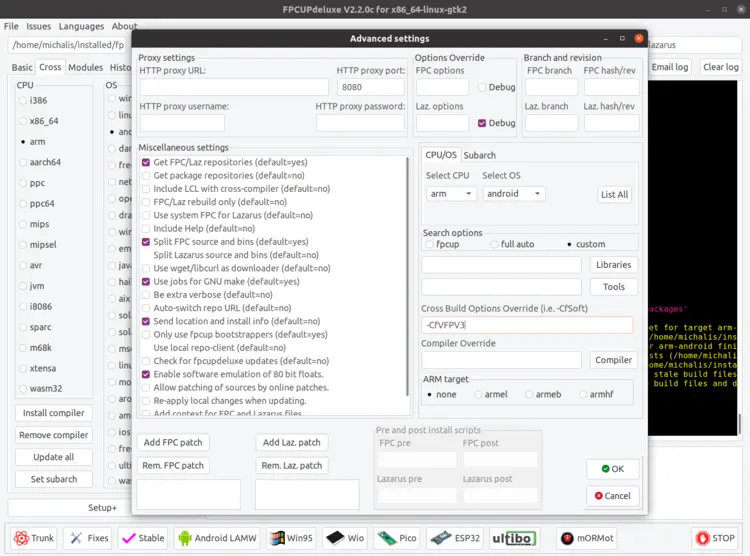 FPCUPdeluxe V2.2.0c for x86_64-linux-gtk2
File Issues Languages About
/home/michalis/installed/fp
lazarus
Basic Cross Modules Histo
Email log Clear log
CPU
i386
x86_64
arm
aarch64
ppc
ppc64
mips
mipsel
avr
jvm
i8086
sparc
m68k
xtensa
wasm32
OS
win
linu
and
dar
free
net
ope
dra
win
em
java
hai
aix
sola
sola
mso
linu
mo
aro
am
ios
free
ulti
was
Install compiler
Remove compiler
Update all
Set subarch
Setup+
Advanced settings
Proxy settings
HTTP proxy URL: HTTP proxy port:
8080
HTTP proxy username: HTTP proxy password:
Options Override
FPC options
Debug
Laz. options
Debug
Branch and revision
FPC branch FPC hash/rev
Laz. branch Laz. hash/rev
Miscellaneous settings
Get FPC/Laz repositories (default=yes)
Get package repositories (default=no)
Include LCL with cross-compiler (default=no)
FPC/Laz rebuild only (default=no)
Use system FPC for Lazarus (default=no)
Include Help (default=no)
Split FPC source and bins (default=yes)
Split Lazarus source and bins (default=no)
Use wget/libcurl as downloader (default=no)
Use jobs for GNU make (default=yes)
Be extra verbose (default=no)
Auto-switch repo URL (default=no)
Send location and install info (default=no)
Only use fpcup bootstrappers (default=yes)
Use local repo-client (default=no)
Check for fpcupdeluxe updates (default=no)
Enable software emulation of 80 bit floats.
Allow patching of sources by online patches.
Re-apply local changes when updating.
Add context for FPC and Lazarus files
CPU/OS Subarch
Select CPU Select OS
arm android List All
Search options
fpcup full auto custom
Libraries
Tools
Cross Build Options Override (i.e. -CfSoft)
-CfVFPV3
Compiler Override
Compiler
ARM target
none armel armeb armhf
Add FPC patch Add Laz. patch
Rem. FPC patch Rem. Laz. patch
Pre and post install scripts
FPC pre FPC post
Lazarus pre Lazarus post
OK
Cancel
packages'
et for target arm-
or arm-android fini
sts (/home/michali
/home/michalis/insta
stale build files
build files and d
Trunk Fixes Stable Android LAMW Win95 Wio Pico ESP32 ultibo mORMot STOP